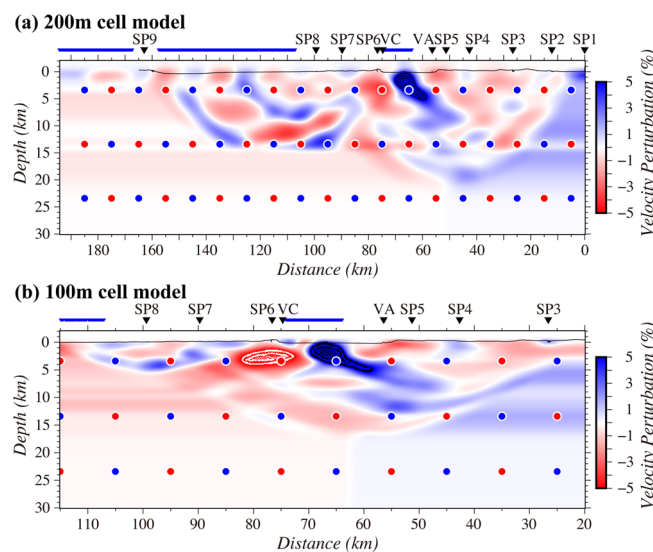 (a) 200m cell model
SP9 SP8 SP7 SP6 VC VA SP5 SP4 SP3 SP2 SP1
0
5
10
15
20
25
30
Depth (km)
180 160 140 120 100 80 60 40 20 0
Distance (km)
5
3
1
−1
−3
−5
Velocity Perturbation (%)
(b) 100m cell model
SP8 SP7 SP6 VC VA SP5 SP4 SP3
0
5
10
15
20
25
30
Depth (km)
110 100 90 80 70 60 50 40 30 20
Distance (km)
5
3
1
−1
−3
−5
Velocity Perturbation (%)